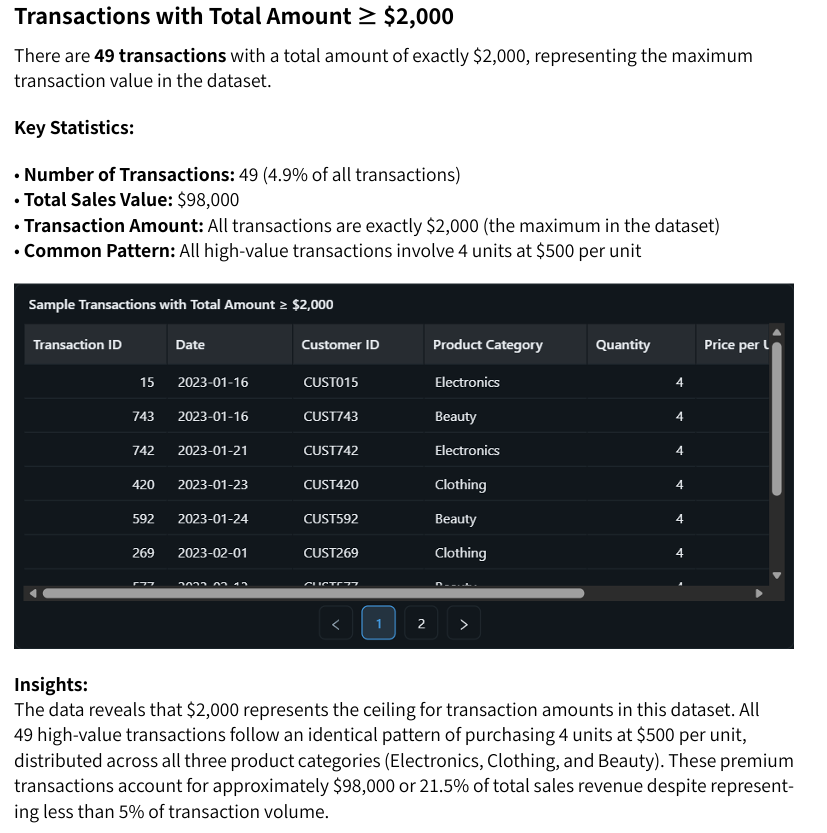 Transactions with Total Amount ≥ $2,000
There are 49 transactions with a total amount of exactly $2,000, representing the maximum
transaction value in the dataset.
Key Statistics:
• Number of Transactions: 49 (4.9% of all transactions)
• Total Sales Value: $98,000
• Transaction Amount: All transactions are exactly $2,000 (the maximum in the dataset)
• Common Pattern: All high-value transactions involve 4 units at $500 per unit
Sample Transactions with Total Amount ≥ $2,000
Transaction ID Date Customer ID Product Category Quantity Price per
15 2023-01-16 CUST015 Electronics 4
743 2023-01-16 CUST743 Beauty 4
742 2023-01-21 CUST742 Electronics 4
420 2023-01-23 CUST420 Clothing 4
592 2023-01-24 CUST592 Beauty 4
269 2023-02-01 CUST269 Clothing 4
< 1 2 >
Insights:
The data reveals that $2,000 represents the ceiling for transaction amounts in this dataset. All
49 high-value transactions follow an identical pattern of purchasing 4 units at $500 per unit,
distributed across all three product categories (Electronics, Clothing, and Beauty). These premium
transactions account for approximately $98,000 or 21.5% of total sales revenue despite represent-
ing less than 5% of transaction volume.